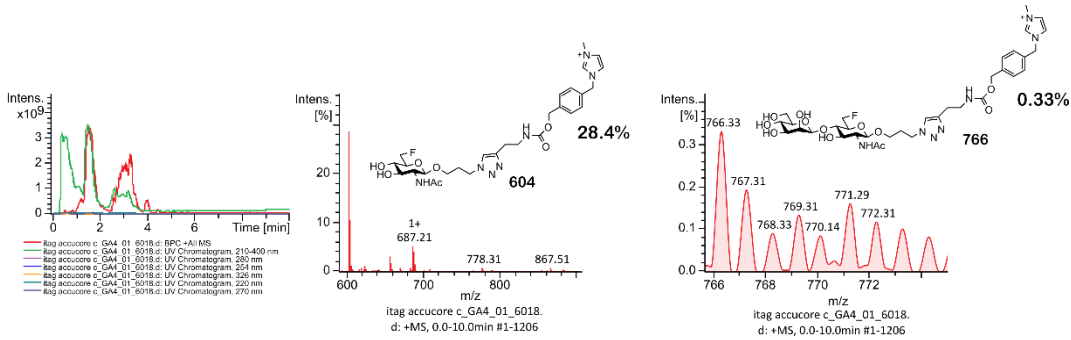 Intens.
x10⁹
3
2
1
0
0 2 4 6 8
Time [min]
itag accucore c_GA4_01_6018.d: BPC +All MS
itag accucore c_GA4_01_6018.d: UV Chromatogram, 210-400 nm
itag accucore c_GA4_01_6018.d: UV Chromatogram, 280 nm
itag accucore c_GA4_01_6018.d: UV Chromatogram, 254 nm
itag accucore c_GA4_01_6018.d: UV Chromatogram, 326 nm
itag accucore c_GA4_01_6018.d: UV Chromatogram, 220 nm
itag accucore c_GA4_01_6018.d: UV Chromatogram, 270 nm
Intens.
[%]
20
10
0
600 700 800
m/z
1+
687.21
778.31
867.51
N
+
N
O
H
N
O
28.4%
F
HO
HO
O
O
NHAc
N
N=N
604
itag accucore c_GA4_01_6018.
d: +MS, 0.0-10.0min #1-1206
Intens.
[%]
0.3
0.2
0.1
0.0
766 768 770 772
m/z
766.33
767.31
768.33
769.31
770.14
771.29
772.31
N
+
N
O
H
N
O
0.33%
HO
OH
HO
HO
O
O
F
HO
O
O
NHAc
N
N=N
766
itag accucore c_GA4_01_6018.
d: +MS, 0.0-10.0min #1-1206